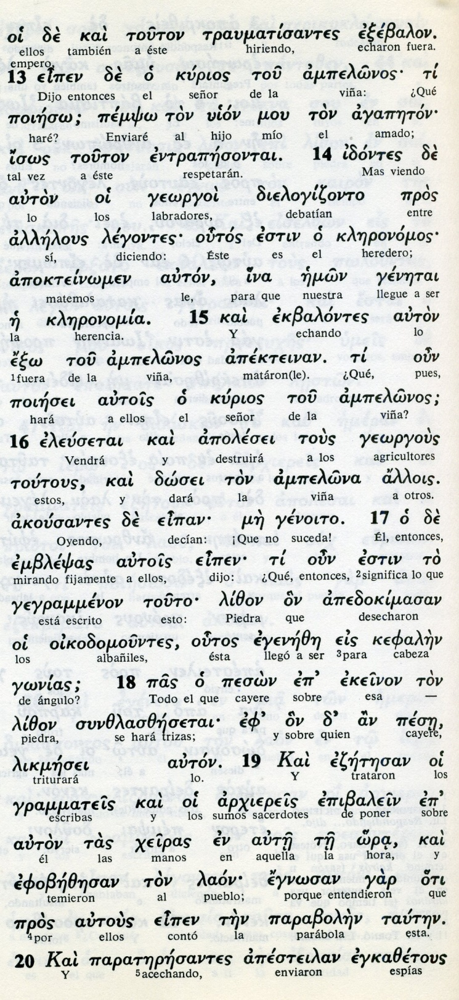 οἱ δὲ καὶ τοῦτον τραυματίσαντες ἐξέβαλον.
ellos también a éste hiriendo, echaron fuera.
empero,
13 εἶπεν δὲ ὁ κύριος τοῦ ἀμπελῶνος· τί
Dijo entonces el señor de la viña: ¿Qué
ποιήσω; πέμψω τὸν υἱόν μου τὸν ἀγαπητόν·
haré? Enviaré al hijo mío el amado;
ἴσως τοῦτον ἐντραπήσονται. 14 ἰδόντες δὲ
tal vez a éste respetarán. Mas viendo
αὐτὸν οἱ γεωργοὶ διελογίζοντο πρὸς
lo los labradores, debatían entre
ἀλλήλους λέγοντες· οὗτός ἐστιν ὁ κληρονόμος·
sí, diciendo: Éste es el heredero;
ἀποκτείνωμεν αὐτόν, ἵνα ἡμῶν γένηται
matémos le, para que nuestra llegue a ser
ἡ κληρονομία. 15 καὶ ἐκβαλόντες αὐτὸν
la herencia. Y echando lo
ἔξω τοῦ ἀμπελῶνος ἀπέκτειναν. τί οὖν
1fuera de la viña, matáron(le). ¿Qué, pues,
ποιήσει αὐτοῖς ὁ κύριος τοῦ ἀμπελῶνος;
hará a ellos el señor de la viña?
16 ἐλεύσεται καὶ ἀπολέσει τοὺς γεωργοὺς
Vendrá y destruirá a los agricultores
τούτους, καὶ δώσει τὸν ἀμπελῶνα ἄλλοις.
estos, y dará la viña a otros.
ἀκούσαντες δὲ εἶπαν· μὴ γένοιτο. 17 ὁ δὲ
Oyendo, decían: ¡Que no suceda! Él, entonces,
ἐμβλέψας αὐτοῖς εἶπεν· τί οὖν ἐστιν τὸ
mirando fijamente a ellos, dijo: ¿Qué, entonces, 2significa lo que
γεγραμμένον τοῦτο· λίθον ὃν ἀπεδοκίμασαν
está escrito esto: Piedra que desecharon
οἱ οἰκοδομοῦντες, οὗτος ἐγενήθη εἰς κεφαλὴν
los albañiles, ésta llegó a ser 3para cabeza
γωνίας; 18 πᾶς ὁ πεσὼν ἐπ' ἐκεῖνον τὸν
de ángulo? Todo el que cayere sobre esa —
λίθον συνθλασθήσεται· ἐφ' ὃν δ' ἂν πέσῃ,
piedra, se hará trizas; y sobre quien cayere,
λικμήσει αὐτόν. 19 Καὶ ἐζήτησαν οἱ
triturará lo. Y trataron los
γραμματεῖς καὶ οἱ ἀρχιερεῖς ἐπιβαλεῖν ἐπ'
escribas y los sumos sacerdotes de poner sobre
αὐτὸν τὰς χεῖρας ἐν αὐτῇ τῇ ὥρᾳ, καὶ
él las manos en aquella la hora, y
ἐφοβήθησαν τὸν λαόν· ἔγνωσαν γὰρ ὅτι
temieron al pueblo; porque entendieron que
πρὸς αὐτοὺς εἶπεν τὴν παραβολὴν ταύτην.
4por ellos contó la parábola esta.
20 Καὶ παρατηρήσαντες ἀπέστειλαν ἐγκαθέτους
Y 5acechando, enviaron espías